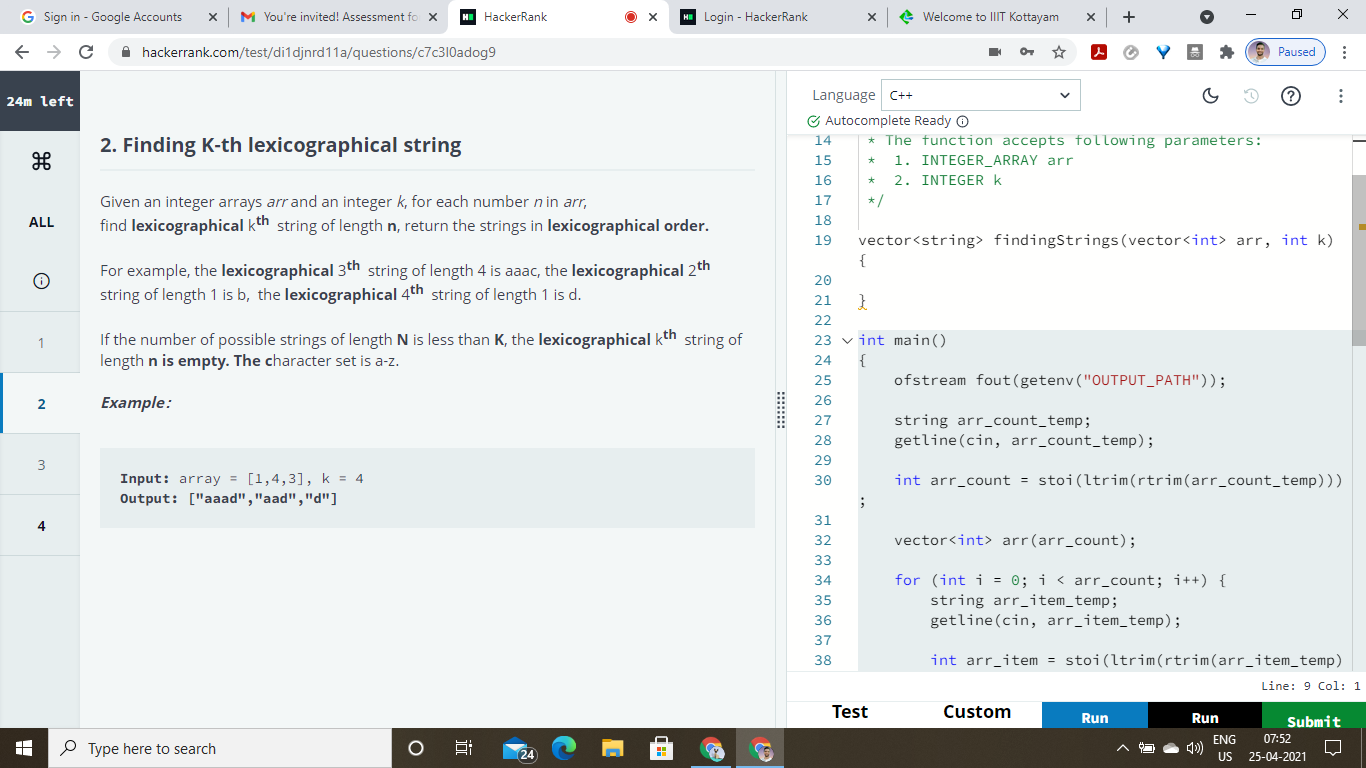 Sign in - Google Accounts
You're invited! Assessment fo
HackerRank
Login - HackerRank
Welcome to IIIT Kottayam
hackerrank.com/test/di1djnrd11a/questions/c7c3l0adog9
Paused
24m left
ALL
1
2
3
4
2. Finding K-th lexicographical string
Given an integer arrays arr and an integer k, for each number n in arr,
find lexicographical kth string of length n, return the strings in lexicographical order.
For example, the lexicographical 3th string of length 4 is aaac, the lexicographical 2th
string of length 1 is b, the lexicographical 4th string of length 1 is d.
If the number of possible strings of length N is less than K, the lexicographical kth string of
length n is empty. The character set is a-z.
Example:
Input: array = [1,4,3], k = 4
Output: ["aaad","aad","d"]
Language C++
Autocomplete Ready
14 * The function accepts following parameters:
15 * 1. INTEGER_ARRAY arr
16 * 2. INTEGER k
17 */
18
19 vector<string> findingStrings(vector<int> arr, int k)
{
20
21 }
22
23 int main()
24 {
25 ofstream fout(getenv("OUTPUT_PATH"));
26
27 string arr_count_temp;
28 getline(cin, arr_count_temp);
29
30 int arr_count = stoi(ltrim(rtrim(arr_count_temp)))
;
31
32 vector<int> arr(arr_count);
33
34 for (int i = 0; i < arr_count; i++) {
35 string arr_item_temp;
36 getline(cin, arr_item_temp);
37
38 int arr_item = stoi(ltrim(rtrim(arr_item_temp)
Line: 9 Col: 1
Test
Custom
Run
Run
Submit
Type here to search
24
ENG
US
07:52
25-04-2021